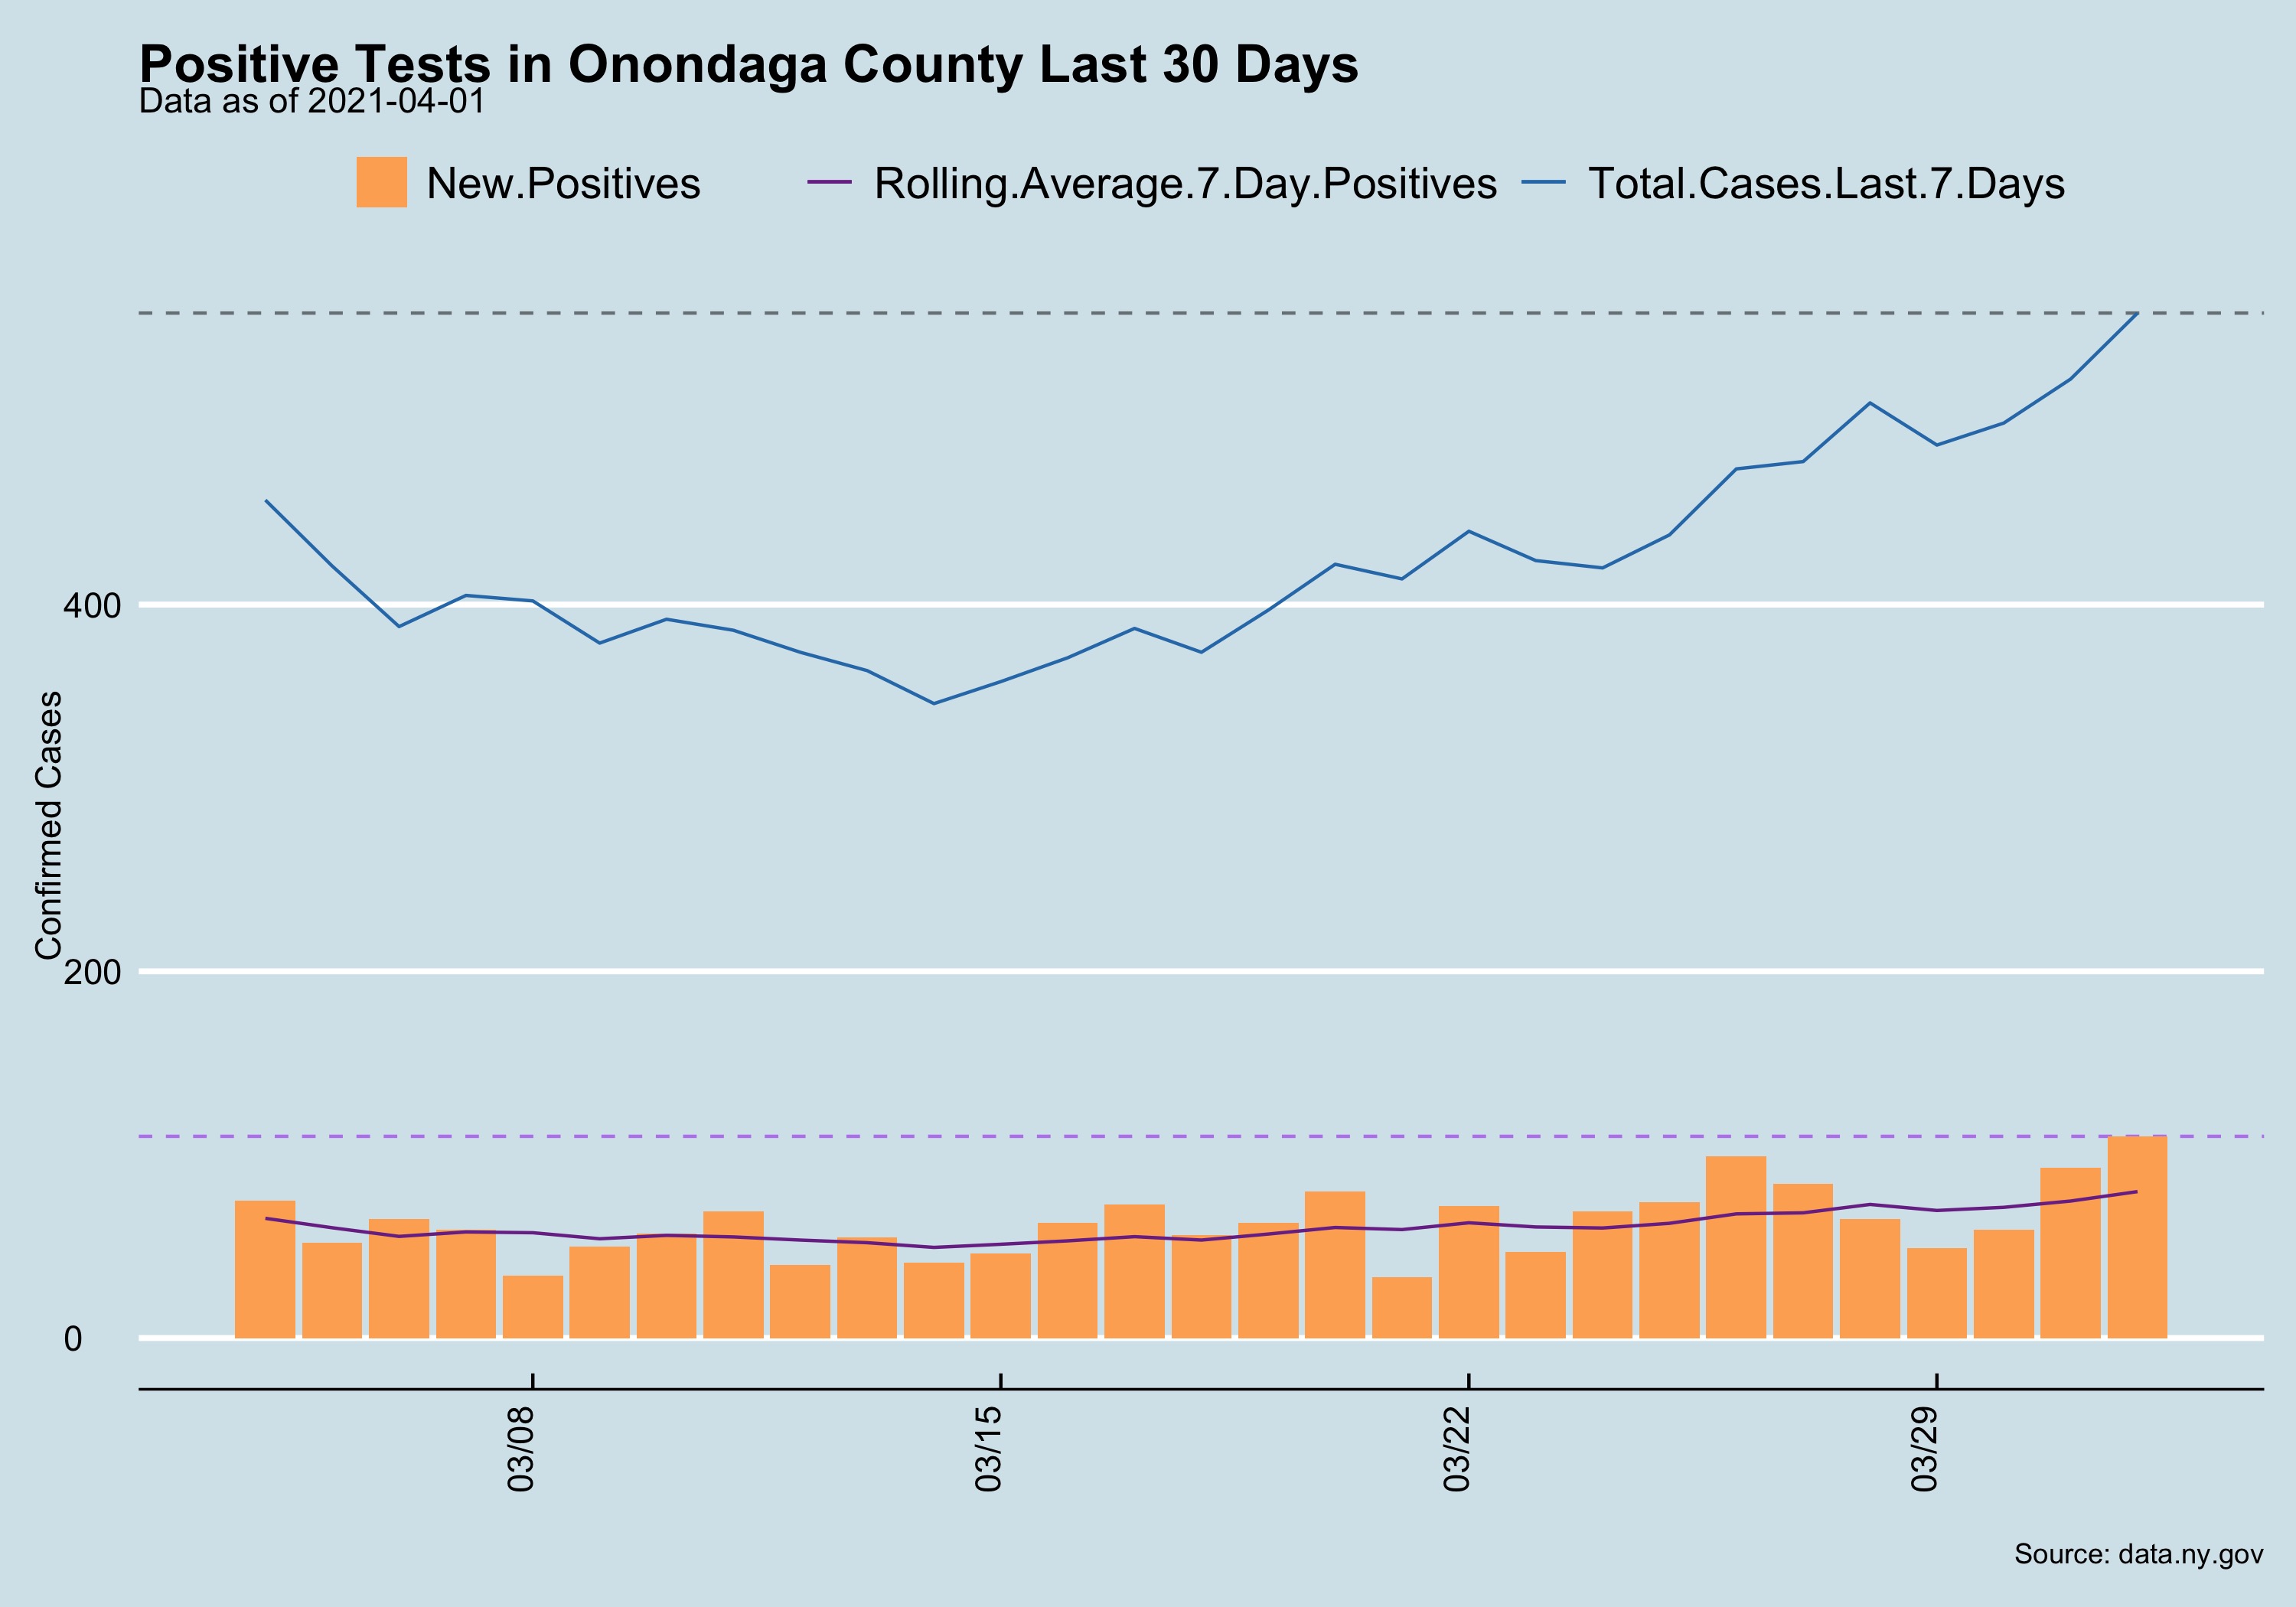 Positive Tests in Onondaga County Last 30 Days
Data as of 2021-04-01
New.Positives Rolling.Average.7.Day.Positives Total.Cases.Last.7.Days
Confirmed Cases
400
200
0
03/08 03/15 03/22 03/29
Source: data.ny.gov